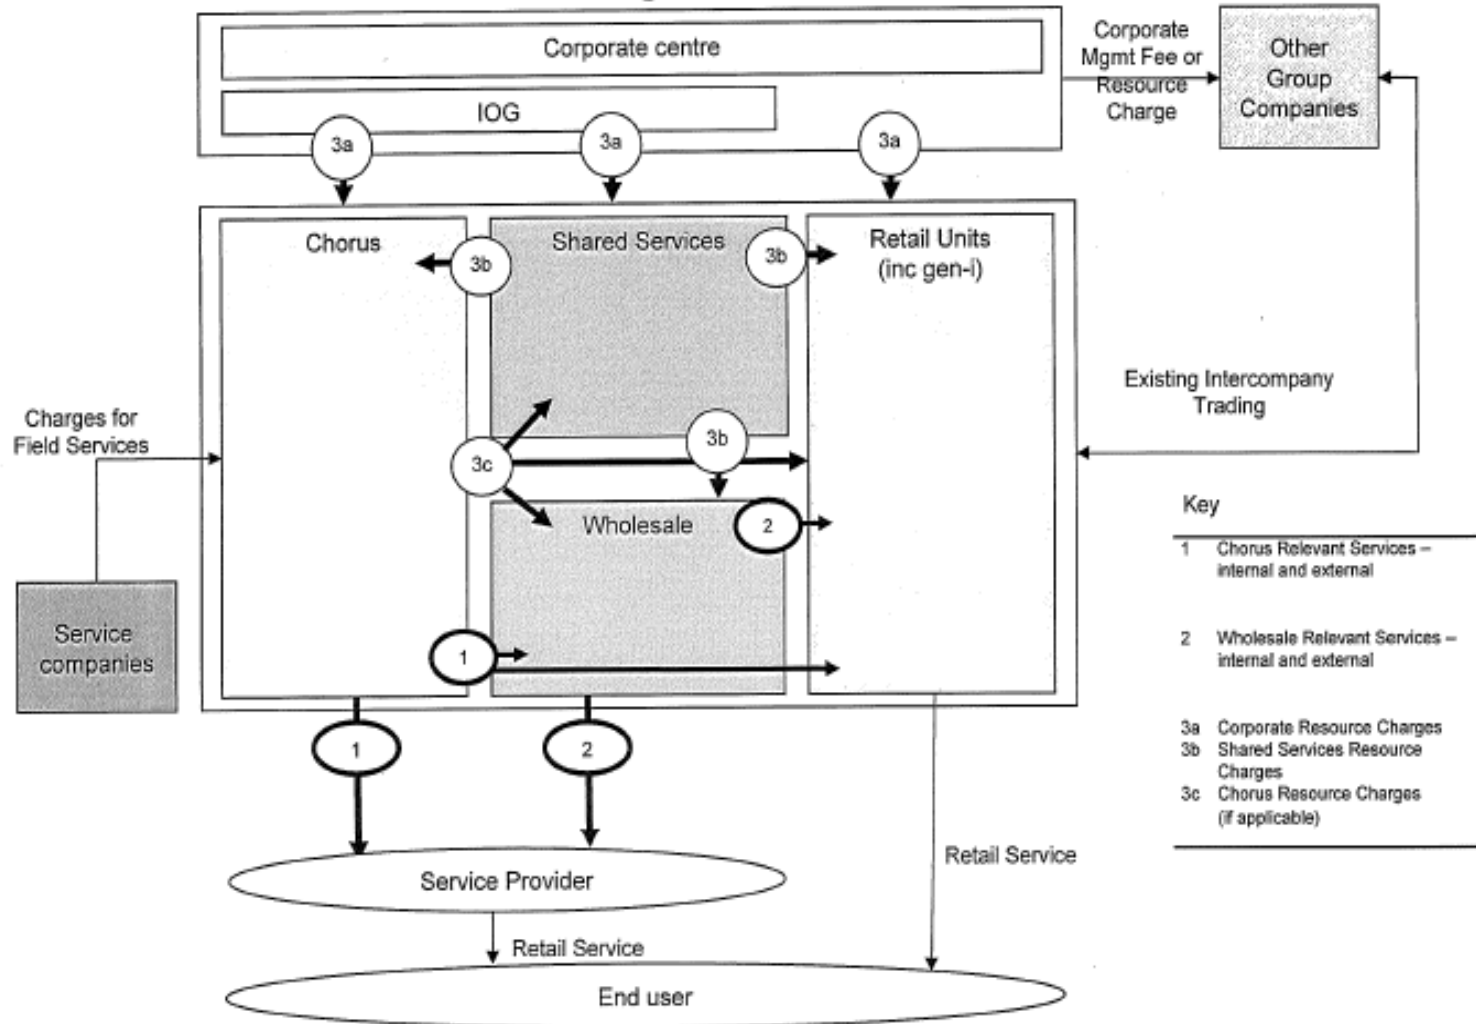 Corporate centre
IOG
3a
3a
3a
Corporate
Mgmt Fee or
Resource
Charge
Other
Group
Companies
Chorus
3b
Shared Services
3b
Retail Units
(inc gen-i)
Existing Intercompany
Trading
Charges for
Field Services
3c
3b
Wholesale
2
Service
companies
1
1
2
Service Provider
Retail Service
Retail Service
End user
Key
1 Chorus Relevant Services –
internal and external
2 Wholesale Relevant Services –
internal and external
3a Corporate Resource Charges
3b Shared Services Resource
Charges
3c Chorus Resource Charges
(if applicable)